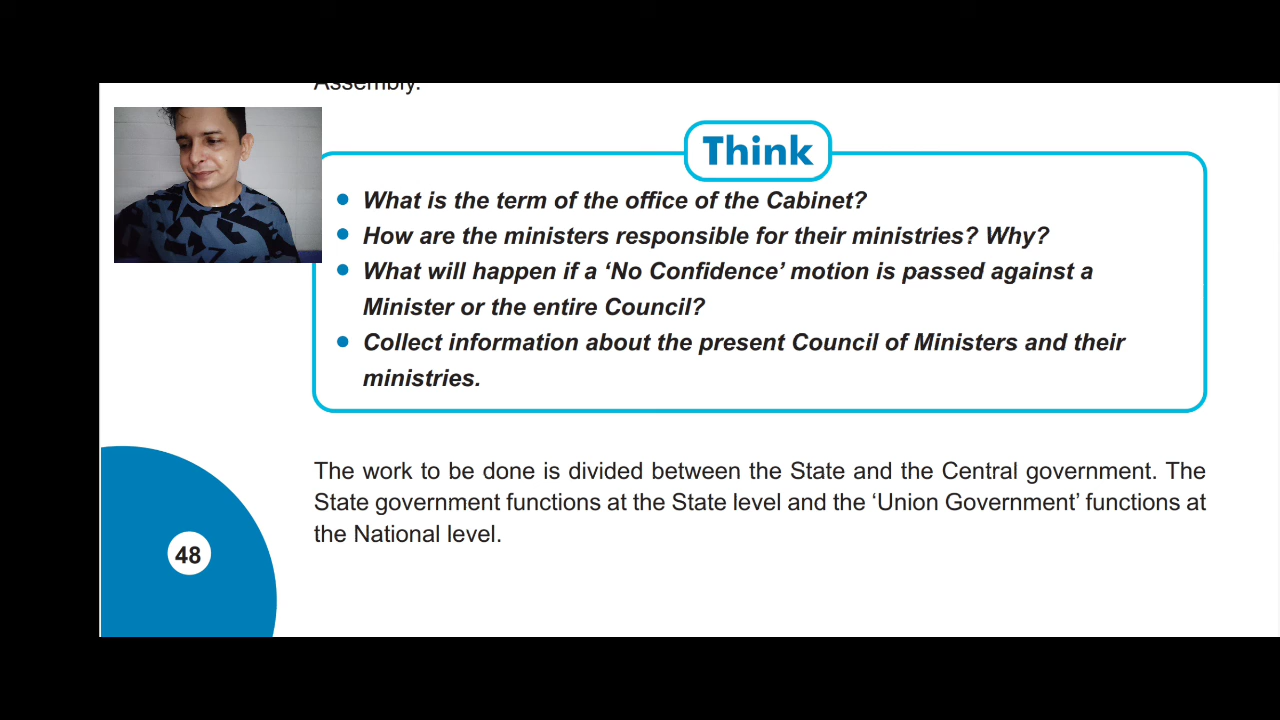 Assembly.
Think
What is the term of the office of the Cabinet?
How are the ministers responsible for their ministries? Why?
What will happen if a ‘No Confidence’ motion is passed against a
Minister or the entire Council?
Collect information about the present Council of Ministers and their
ministries.
The work to be done is divided between the State and the Central government. The
State government functions at the State level and the ‘Union Government’ functions at
the National level.
48